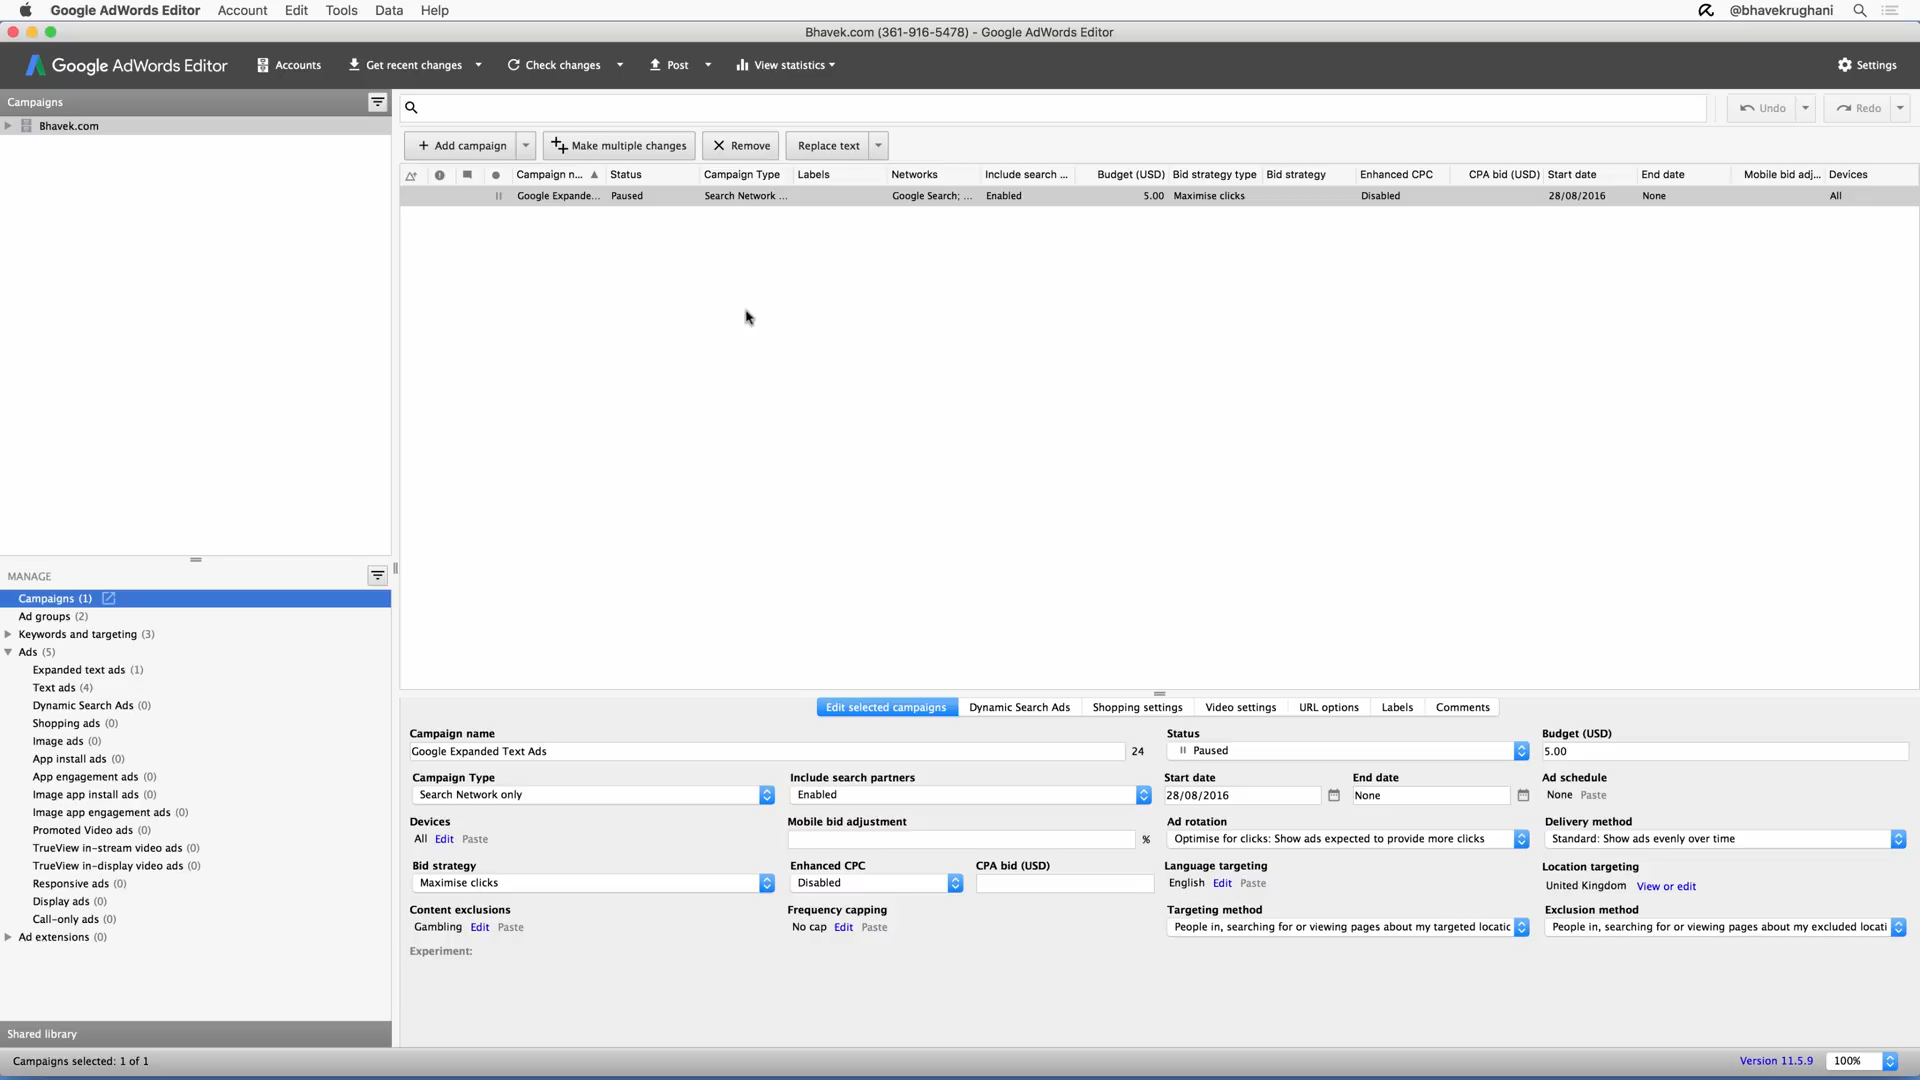 Google AdWords Editor Account Edit Tools Data Help @bhavekrughani
Bhavek.com (361-916-5478) - Google AdWords Editor
Google AdWords Editor Accounts Get recent changes Check changes Post View statistics Settings
Campaigns
Bhavek.com
Undo Redo
Add campaign Make multiple changes Remove Replace text
Campaign n... Status Campaign Type Labels Networks Include search ... Budget (USD) Bid strategy type Bid strategy Enhanced CPC CPA bid (USD) Start date End date Mobile bid adj... Devices
Google Expande... Paused Search Network ... Google Search; ... Enabled 5.00 Maximise clicks Disabled 28/08/2016 None All
MANAGE
Campaigns (1)
Ad groups (2)
Keywords and targeting (3)
Ads (5)
Expanded text ads (1)
Text ads (4)
Dynamic Search Ads (0)
Shopping ads (0)
Image ads (0)
App install ads (0)
App engagement ads (0)
Image app install ads (0)
Image app engagement ads (0)
Promoted Video ads (0)
TrueView in-stream video ads (0)
TrueView in-display video ads (0)
Responsive ads (0)
Display ads (0)
Call-only ads (0)
Ad extensions (0)
Shared library
Campaigns selected: 1 of 1
Edit selected campaigns Dynamic Search Ads Shopping settings Video settings URL options Labels Comments
Campaign name Status Budget (USD)
Google Expanded Text Ads 24 Paused 5.00
Campaign Type Include search partners Start date End date Ad schedule
Search Network only Enabled 28/08/2016 None None Paste
Devices Mobile bid adjustment Ad rotation Delivery method
All Edit Paste % Optimise for clicks: Show ads expected to provide more clicks Standard: Show ads evenly over time
Bid strategy Enhanced CPC CPA bid (USD) Language targeting Location targeting
Maximise clicks Disabled English Edit Paste United Kingdom View or edit
Content exclusions Frequency capping Targeting method Exclusion method
Gambling Edit Paste No cap Edit Paste People in, searching for or viewing pages about my targeted locatic People in, searching for or viewing pages about my excluded locati
Experiment:
Version 11.5.9 100%